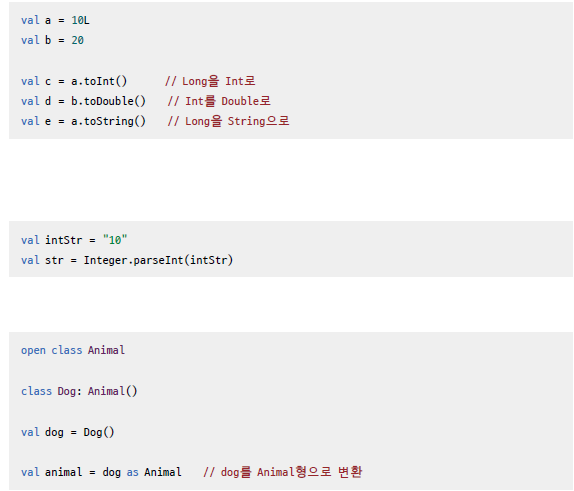 val a = 10L
val b = 20
val c = a.toInt() // Long을 Int로
val d = b.toDouble() // Int를 Double로
val e = a.toString() // Long을 String으로
val intStr = "10"
val str = Integer.parseInt(intStr)
open class Animal
class Dog: Animal()
val dog = Dog()
val animal = dog as Animal // dog를 Animal형으로 변환